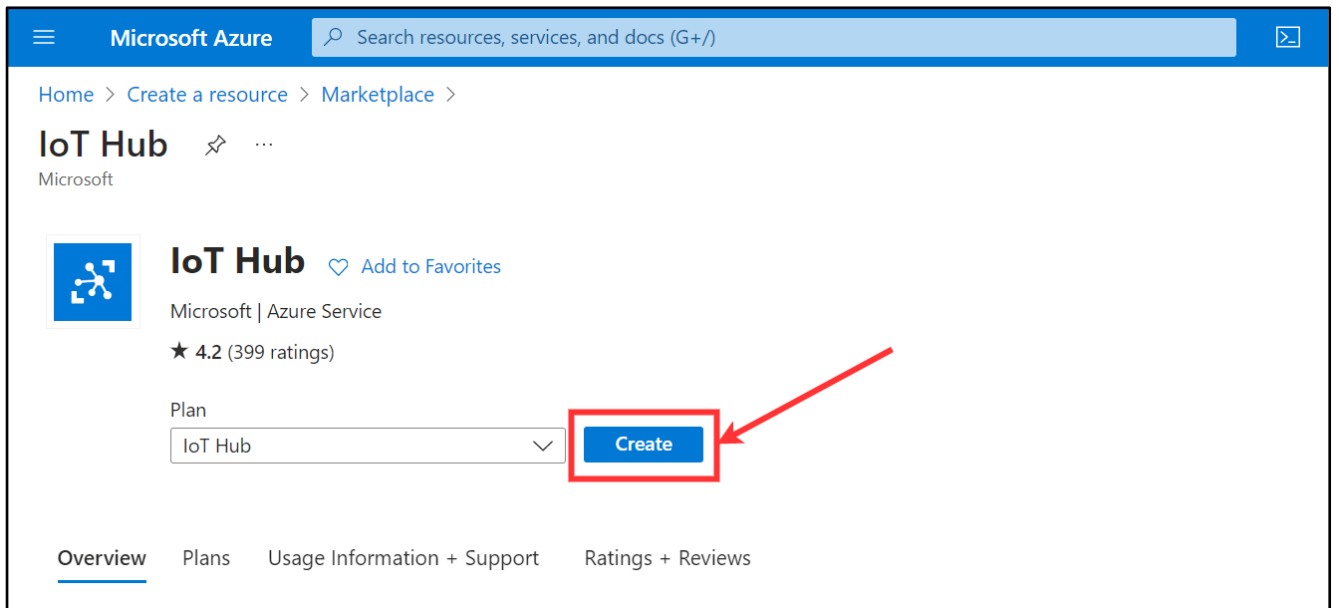 Microsoft Azure
Search resources, services, and docs (G+/)
Home > Create a resource > Marketplace >
IoT Hub ...
Microsoft
IoT Hub Add to Favorites
Microsoft | Azure Service
★ 4.2 (399 ratings)
Plan
IoT Hub
Create
Overview Plans Usage Information + Support Ratings + Reviews